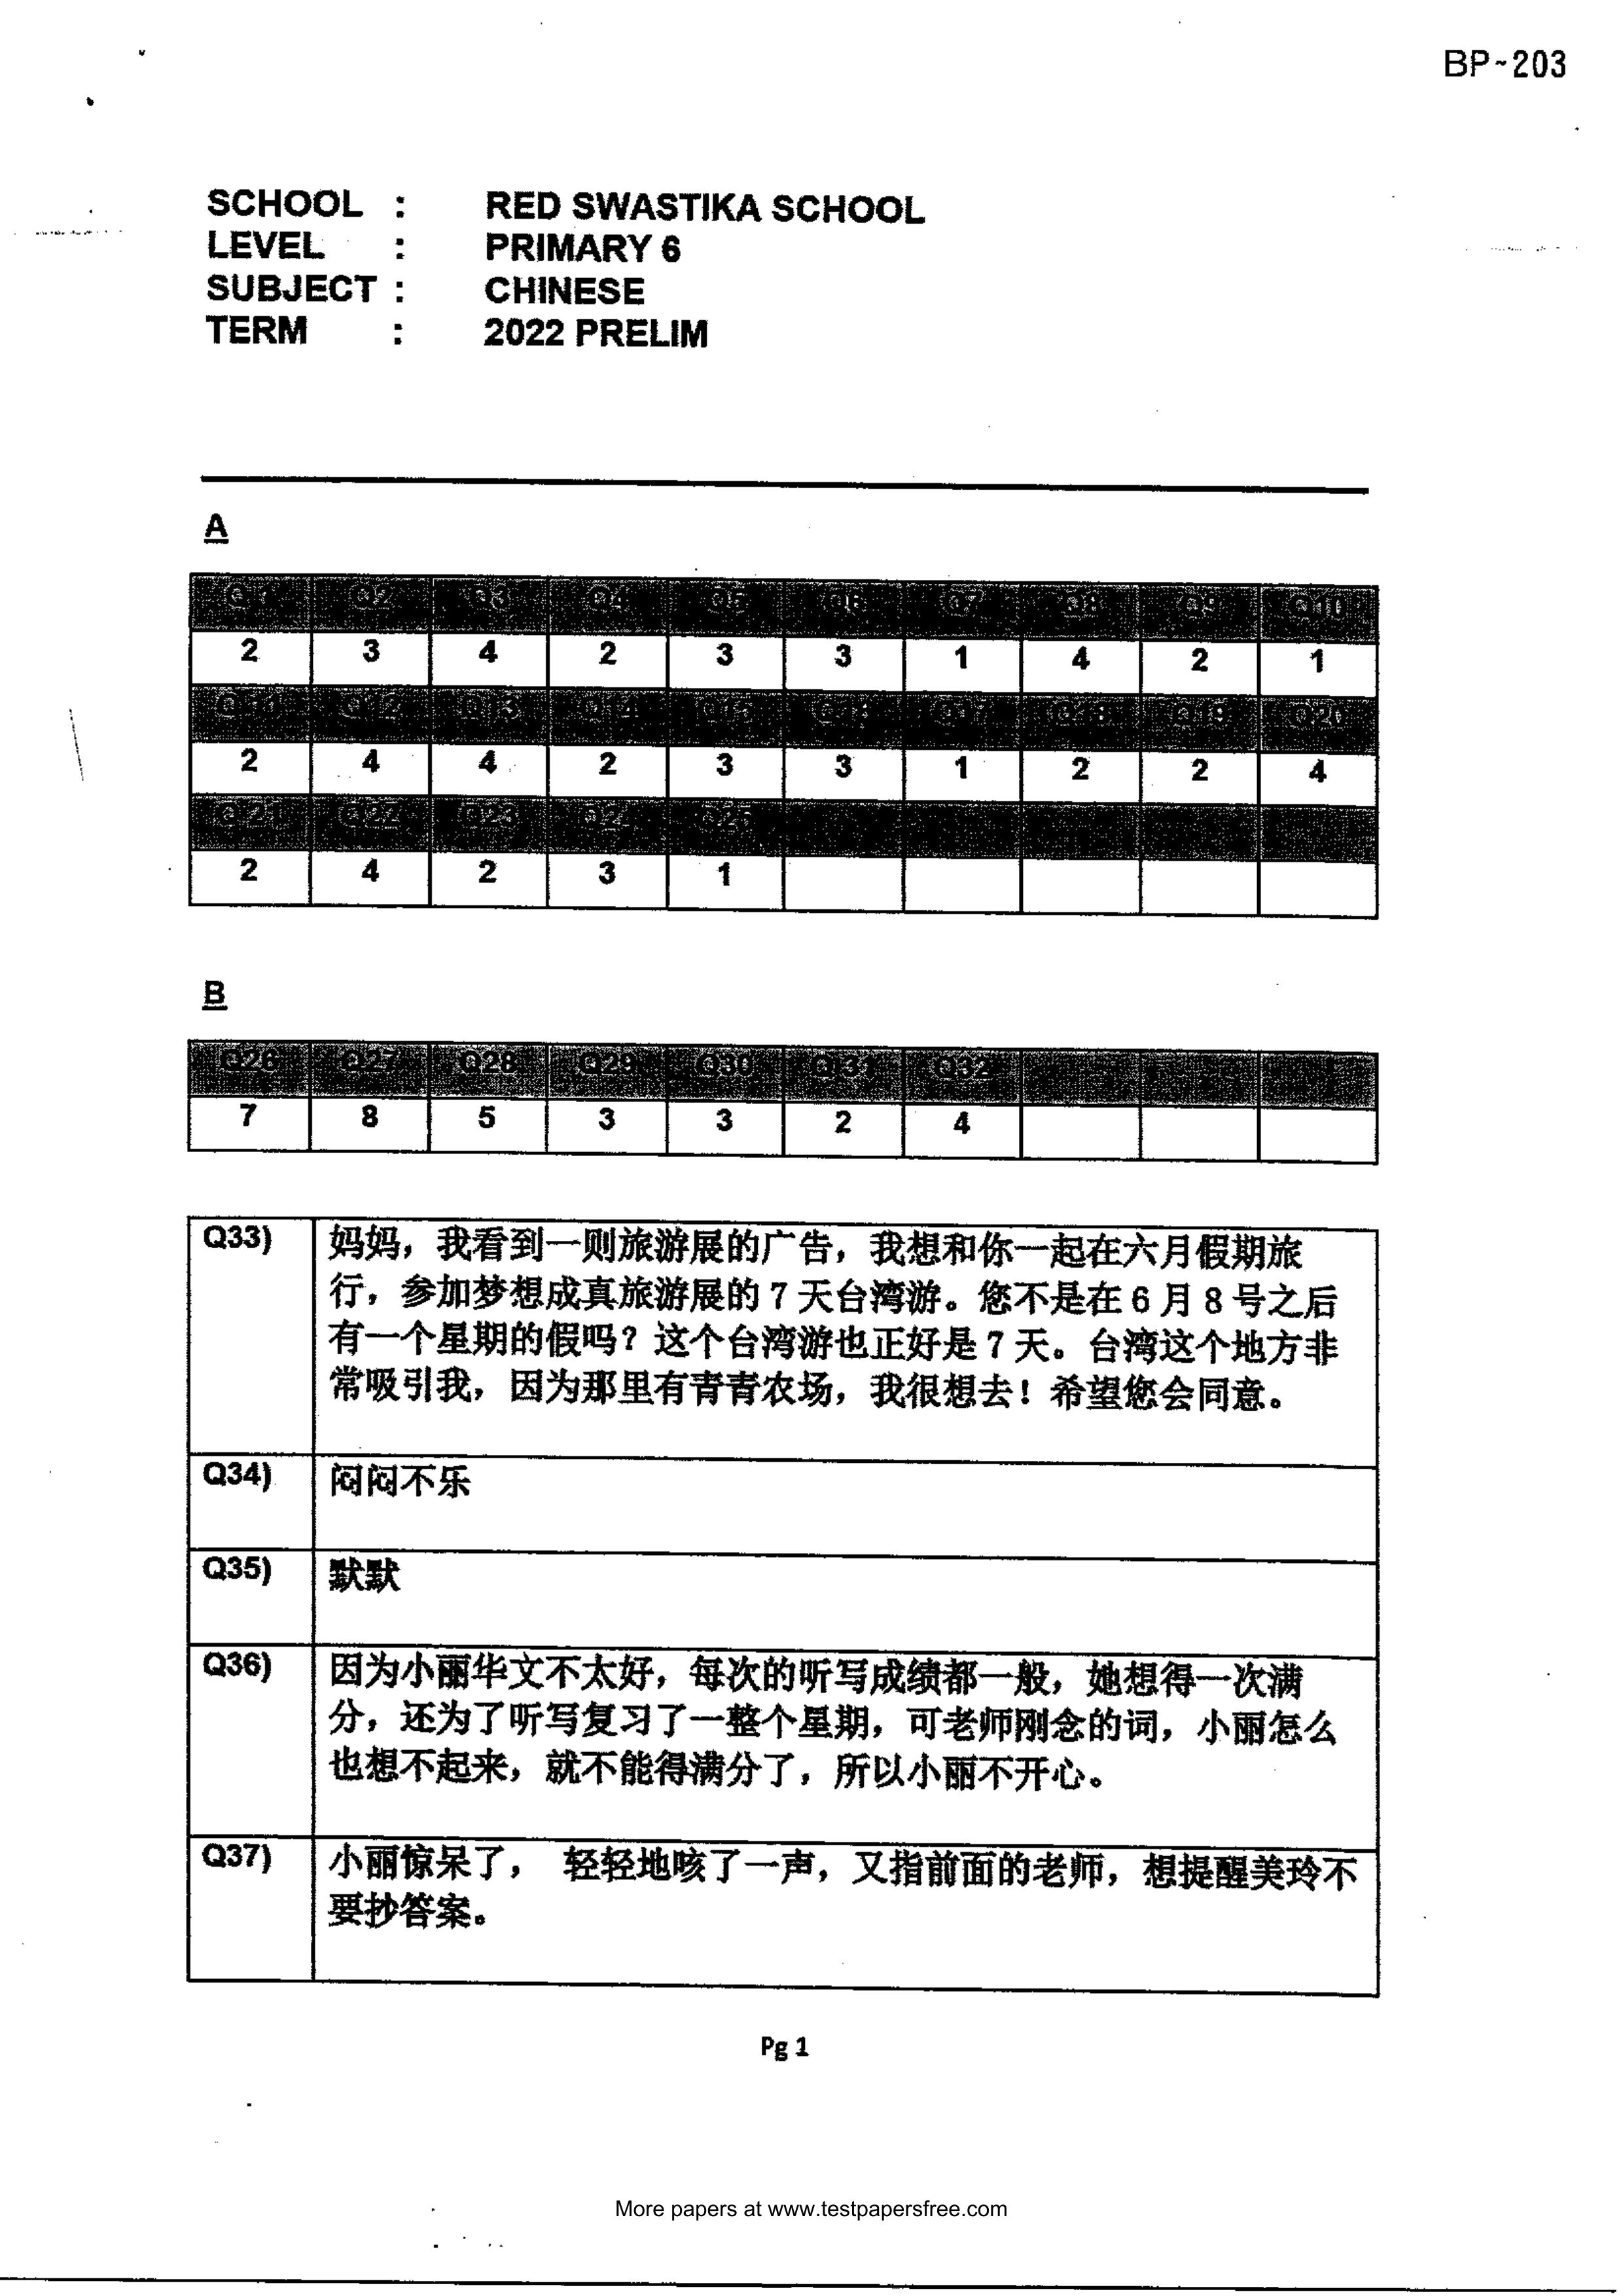 BP~203
SCHOOL : RED SWASTIKA SCHOOL
LEVEL : PRIMARY 6
SUBJECT : CHINESE
TERM : 2022 PRELIM
A
Q1 Q2 Q3 Q4 Q5 Q6 Q7 Q8 Q9 Q10
2 3 4 2 3 3 1 4 2 1
Q11 Q12 Q13 Q14 Q15 Q16 Q17 Q18 Q19 Q20
2 4 4 2 3 3 1 2 2 4
Q21 Q22 Q23 Q24 Q25
2 4 2 3 1
B
Q26 Q27 Q28 Q29 Q30 Q31 Q32
7 8 5 3 3 2 4
Q33) 妈妈，我看到一则旅游展的广告，我想和你一起在六月假期旅
行，参加梦想成真旅游展的 7 天台湾游。您不是在 6 月 8 号之后
有一个星期的假吗？这个台湾游也正好是 7 天。台湾这个地方非
常吸引我，因为那里有青青农场，我很想去！希望您会同意。
Q34) 闷闷不乐
Q35) 默默
Q36) 因为小丽华文不太好，每次的听写成绩都一般，她想得一次满
分，还为了听写复习了一整个星期，可老师刚念的词，小丽怎么
也想不起来，就不能得满分了，所以小丽不开心。
Q37) 小丽惊呆了， 轻轻地咳了一声，又指前面的老师，想提醒美玲不
要抄答案。
Pg 1
More papers at www.testpapersfree.com